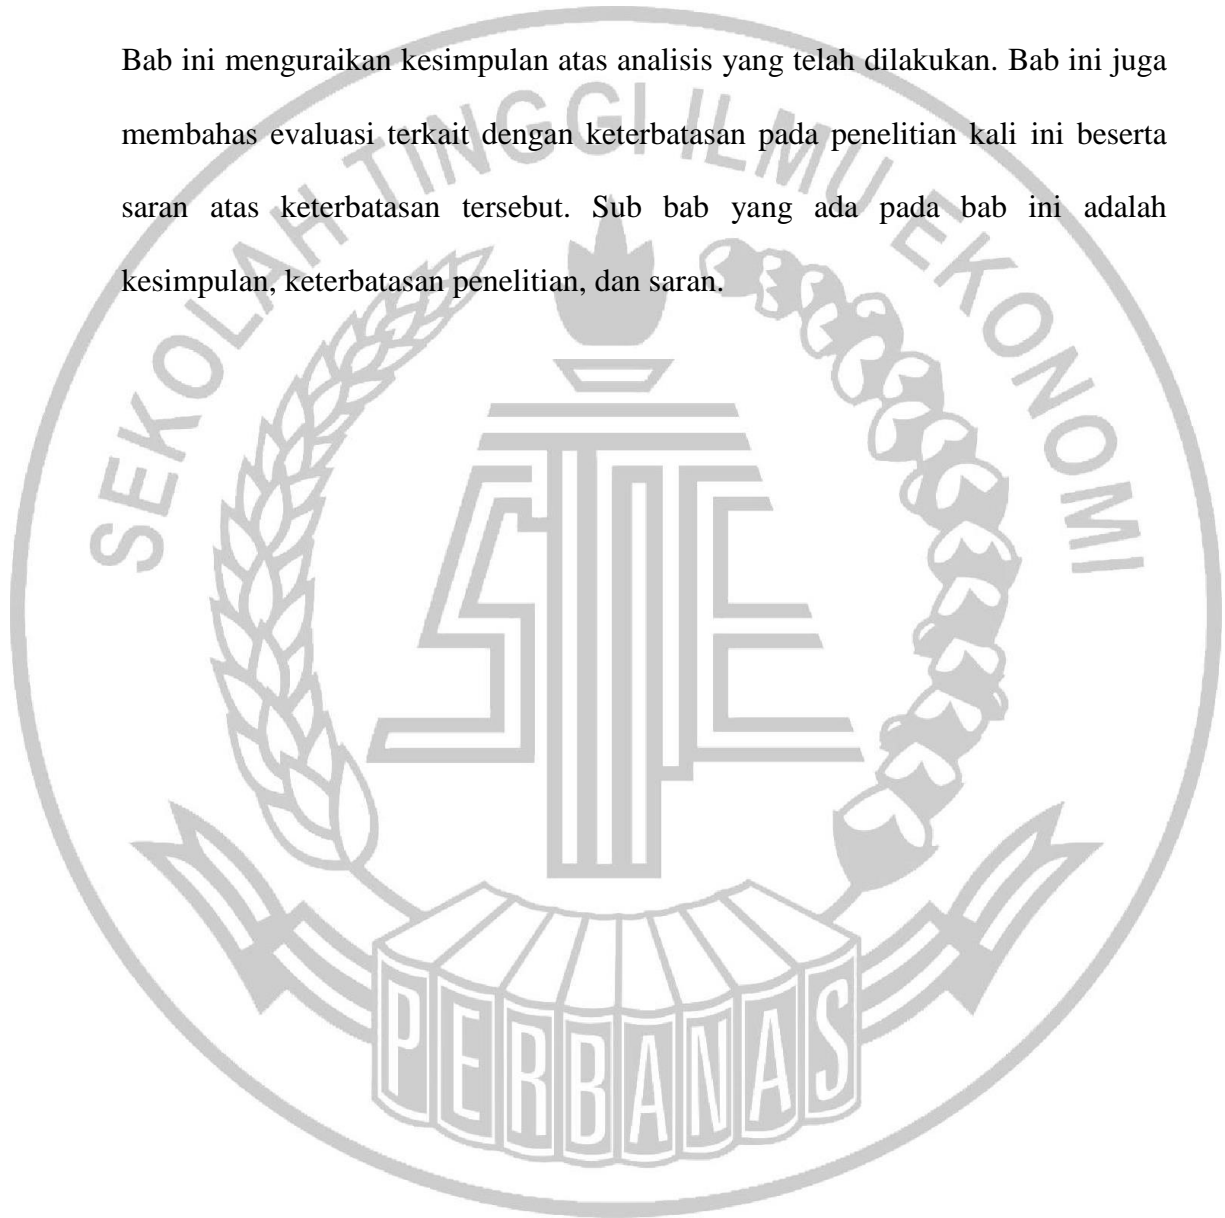 Bab ini menguraikan kesimpulan atas analisis yang telah dilakukan. Bab ini juga
membahas evaluasi terkait dengan keterbatasan pada penelitian kali ini beserta
saran atas keterbatasan tersebut. Sub bab yang ada pada bab ini adalah
kesimpulan, keterbatasan penelitian, dan saran.
SEKOLAH TINGGI ILMU EKONOMI
STIE
PERBANAS